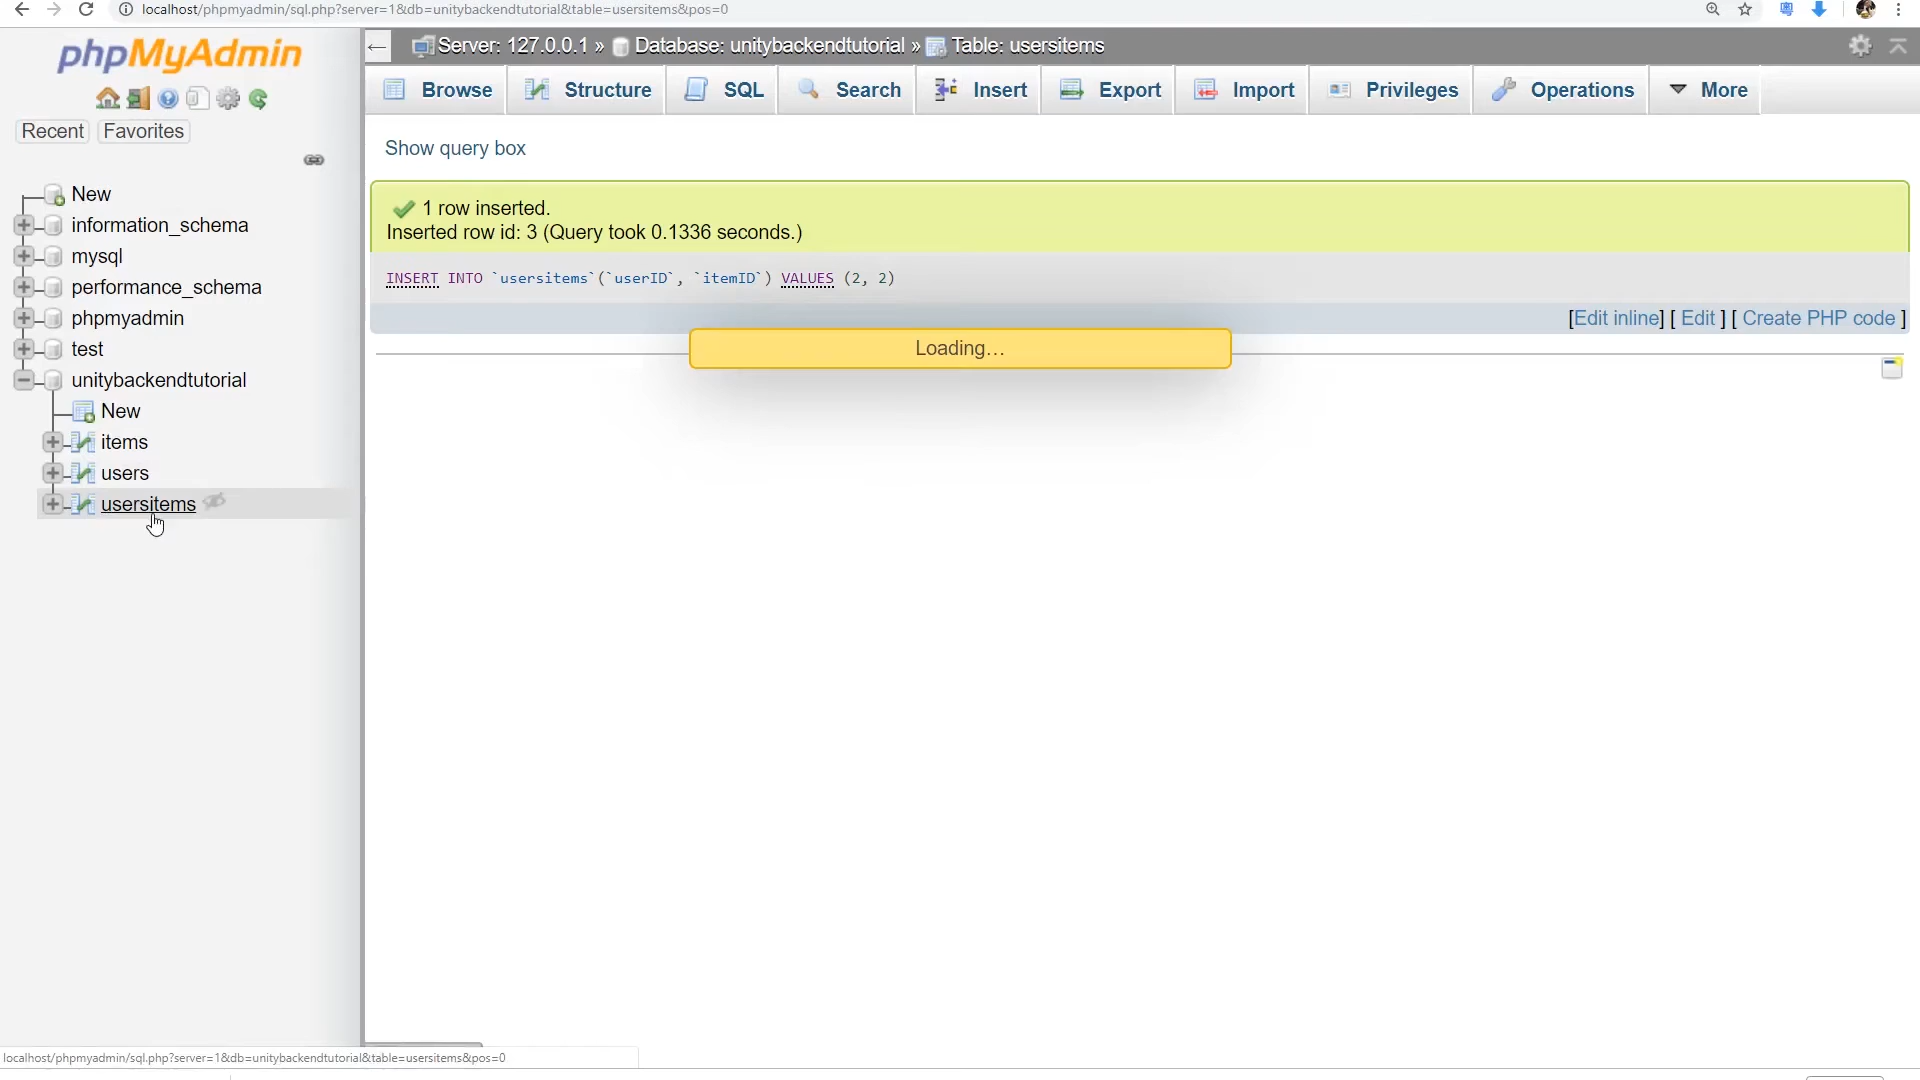 localhost/phpmyadmin/sql.php?server=1&db=unitybackendtutorial&table=usersitems&pos=0
phpMyAdmin
Recent Favorites
New
information_schema
mysql
performance_schema
phpmyadmin
test
unitybackendtutorial
New
items
users
usersitems
Server: 127.0.0.1 » Database: unitybackendtutorial » Table: usersitems
Browse Structure SQL Search Insert Export Import Privileges Operations More
Show query box
1 row inserted.
Inserted row id: 3 (Query took 0.1336 seconds.)
INSERT INTO `usersitems`(`userID`, `itemID`) VALUES (2, 2)
[Edit inline] [ Edit ] [ Create PHP code ]
Loading…
localhost/phpmyadmin/sql.php?server=1&db=unitybackendtutorial&table=usersitems&pos=0